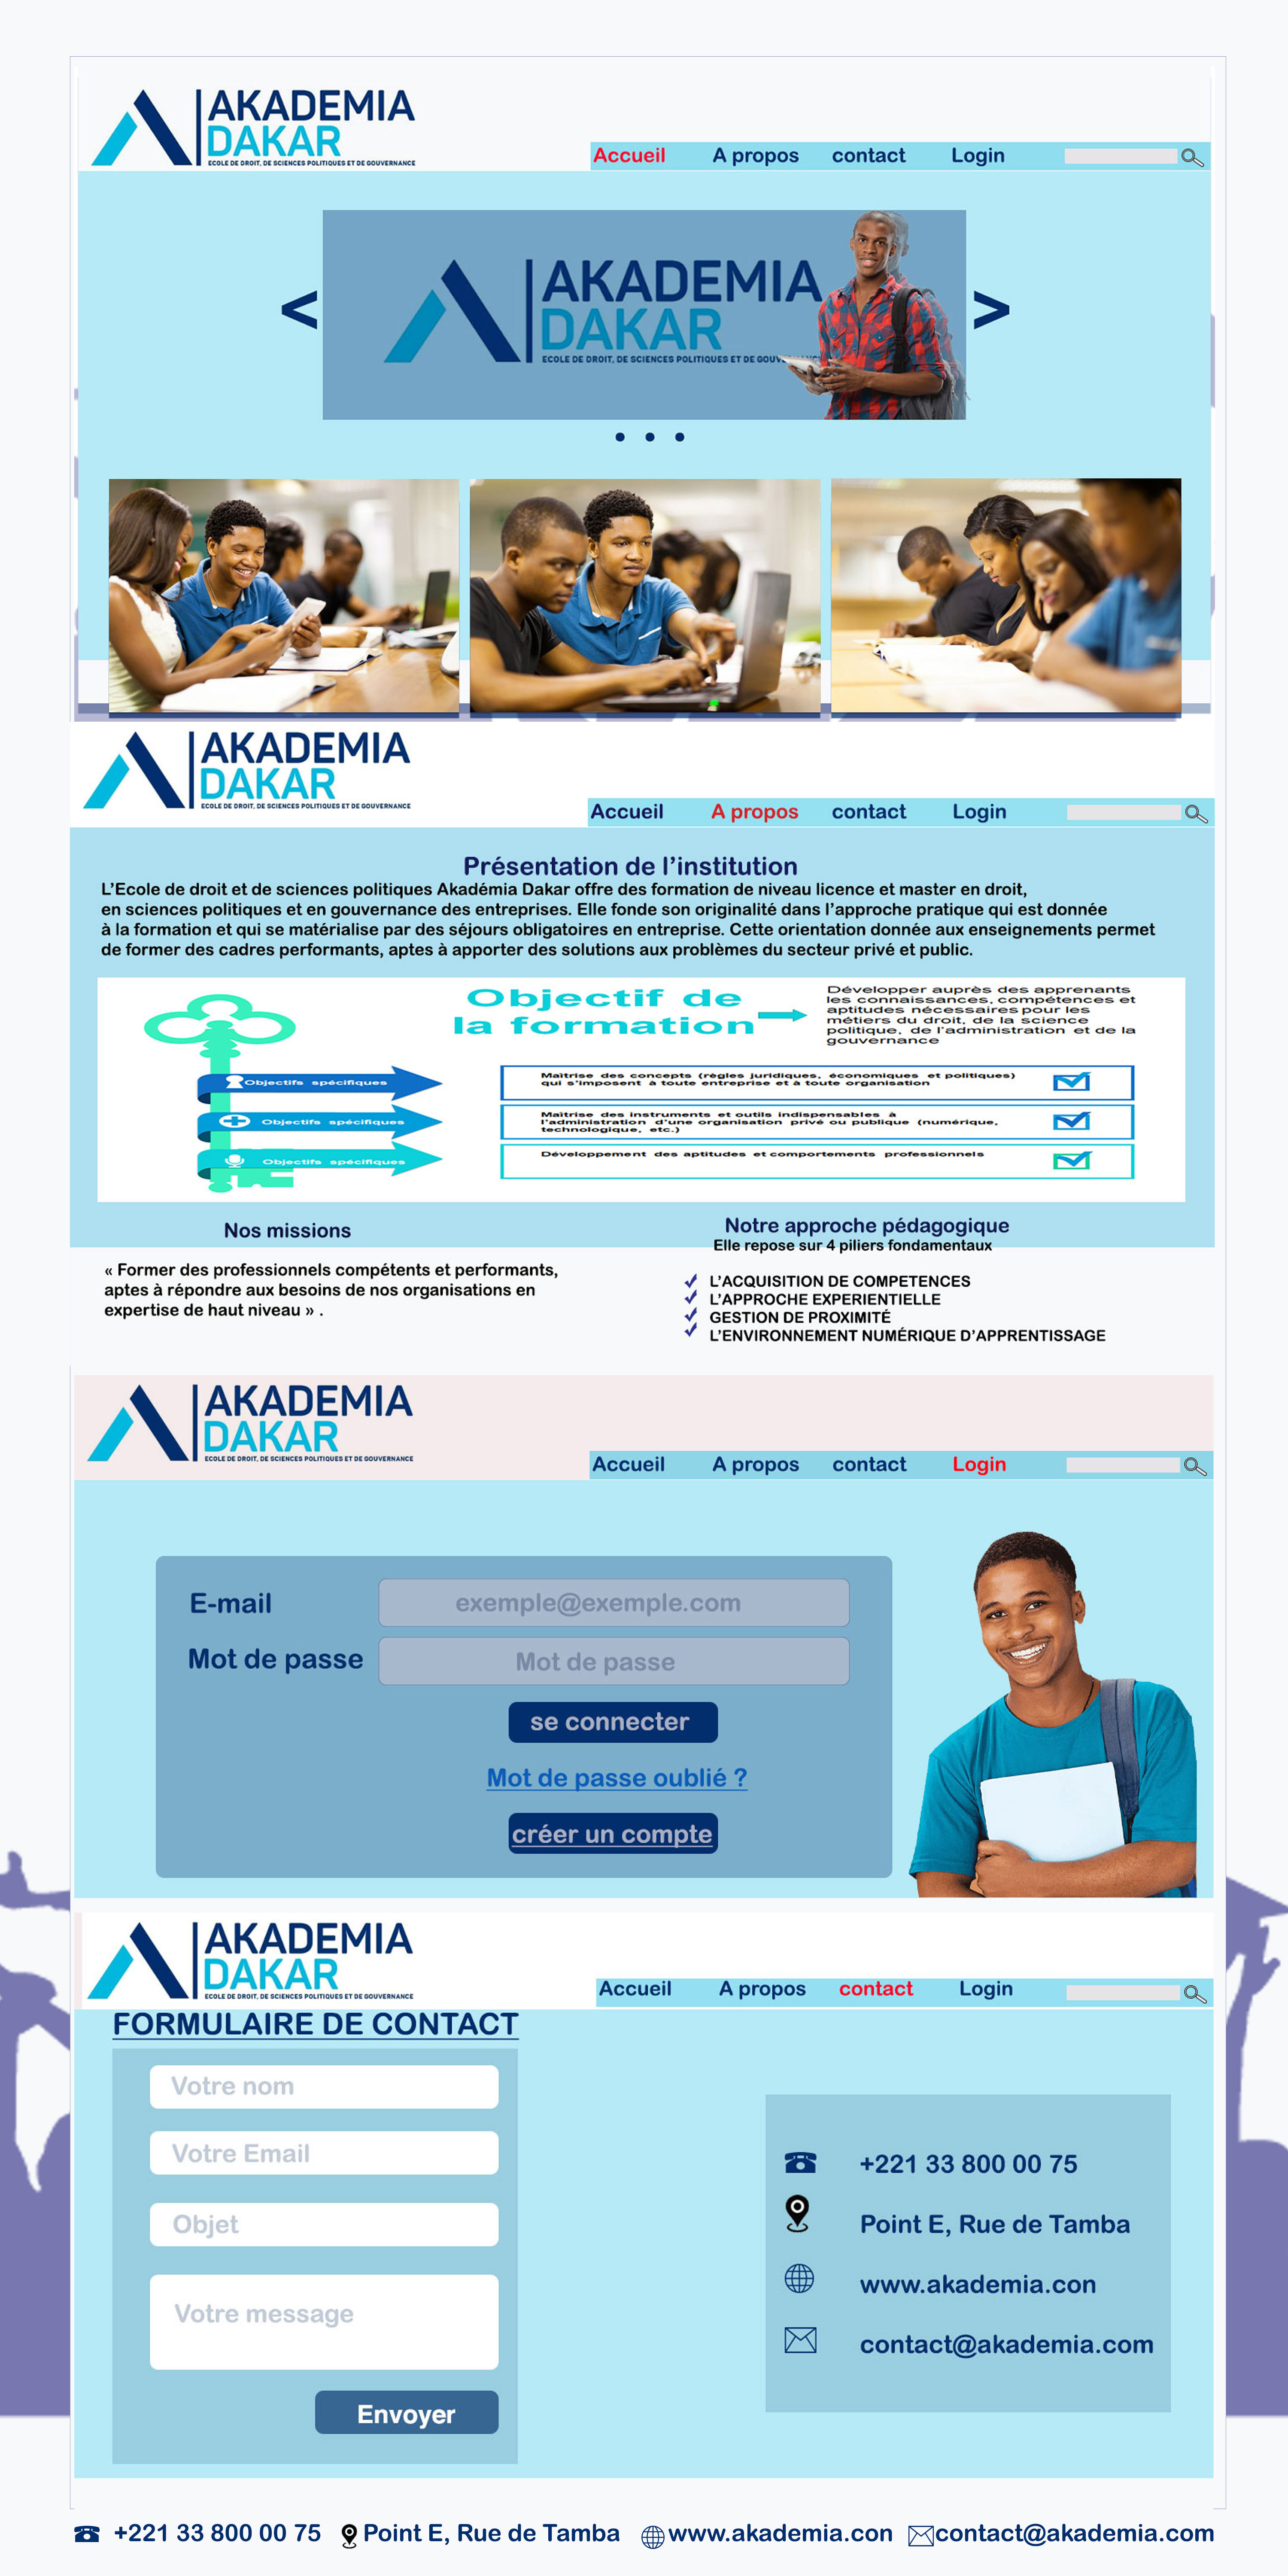 AKADEMIA
DAKAR
ECOLE DE DROIT, DE SCIENCES POLITIQUES ET DE GOUVERNANCE
Accueil A propos contact Login
< >
AKADEMIA
DAKAR
ECOLE DE DROIT, DE SCIENCES POLITIQUES ET DE
AKADEMIA
DAKAR
ECOLE DE DROIT, DE SCIENCES POLITIQUES ET DE GOUVERNANCE
Accueil A propos contact Login
Présentation de l’institution
L’Ecole de droit et de sciences politiques Akadémia Dakar offre des formation de niveau licence et master en droit,
en sciences politiques et en gouvernance des entreprises. Elle fonde son originalité dans l’approche pratique qui est donnée
à la formation et qui se matérialise par des séjours obligatoires en entreprise. Cette orientation donnée aux enseignements permet
de former des cadres performants, aptes à apporter des solutions aux problèmes du secteur privé et public.
Objectif de
la formation
Développer auprès des apprenants
les connaissances, compétences et
aptitudes nécessaires pour les
métiers du droit, de la science
politique, de l'administration et de la
gouvernance
Objectifs spécifiques
Maîtrise des concepts (règles juridiques, économiques et politiques)
qui s'imposent à toute entreprise et à toute organisation
Objectifs spécifiques
Maîtrise des instruments et outils indispensables à
l'administration d'une organisation privé ou publique (numérique,
technologique, etc.)
Objectifs spécifiques
Développement des aptitudes et comportements professionnels
Nos missions
« Former des professionnels compétents et performants,
aptes à répondre aux besoins de nos organisations en
expertise de haut niveau » .
Notre approche pédagogique
Elle repose sur 4 piliers fondamentaux
L’ACQUISITION DE COMPETENCES
L’APPROCHE EXPERIENTIELLE
GESTION DE PROXIMITÉ
L’ENVIRONNEMENT NUMÉRIQUE D’APPRENTISSAGE
AKADEMIA
DAKAR
ECOLE DE DROIT, DE SCIENCES POLITIQUES ET DE GOUVERNANCE
Accueil A propos contact Login
E-mail exemple@exemple.com
Mot de passe Mot de passe
se connecter
Mot de passe oublié ?
créer un compte
AKADEMIA
DAKAR
ECOLE DE DROIT, DE SCIENCES POLITIQUES ET DE GOUVERNANCE
Accueil A propos contact Login
FORMULAIRE DE CONTACT
Votre nom
Votre Email
Objet
Votre message
Envoyer
+221 33 800 00 75
Point E, Rue de Tamba
www.akademia.con
contact@akademia.com
+221 33 800 00 75 Point E, Rue de Tamba www.akademia.con contact@akademia.com